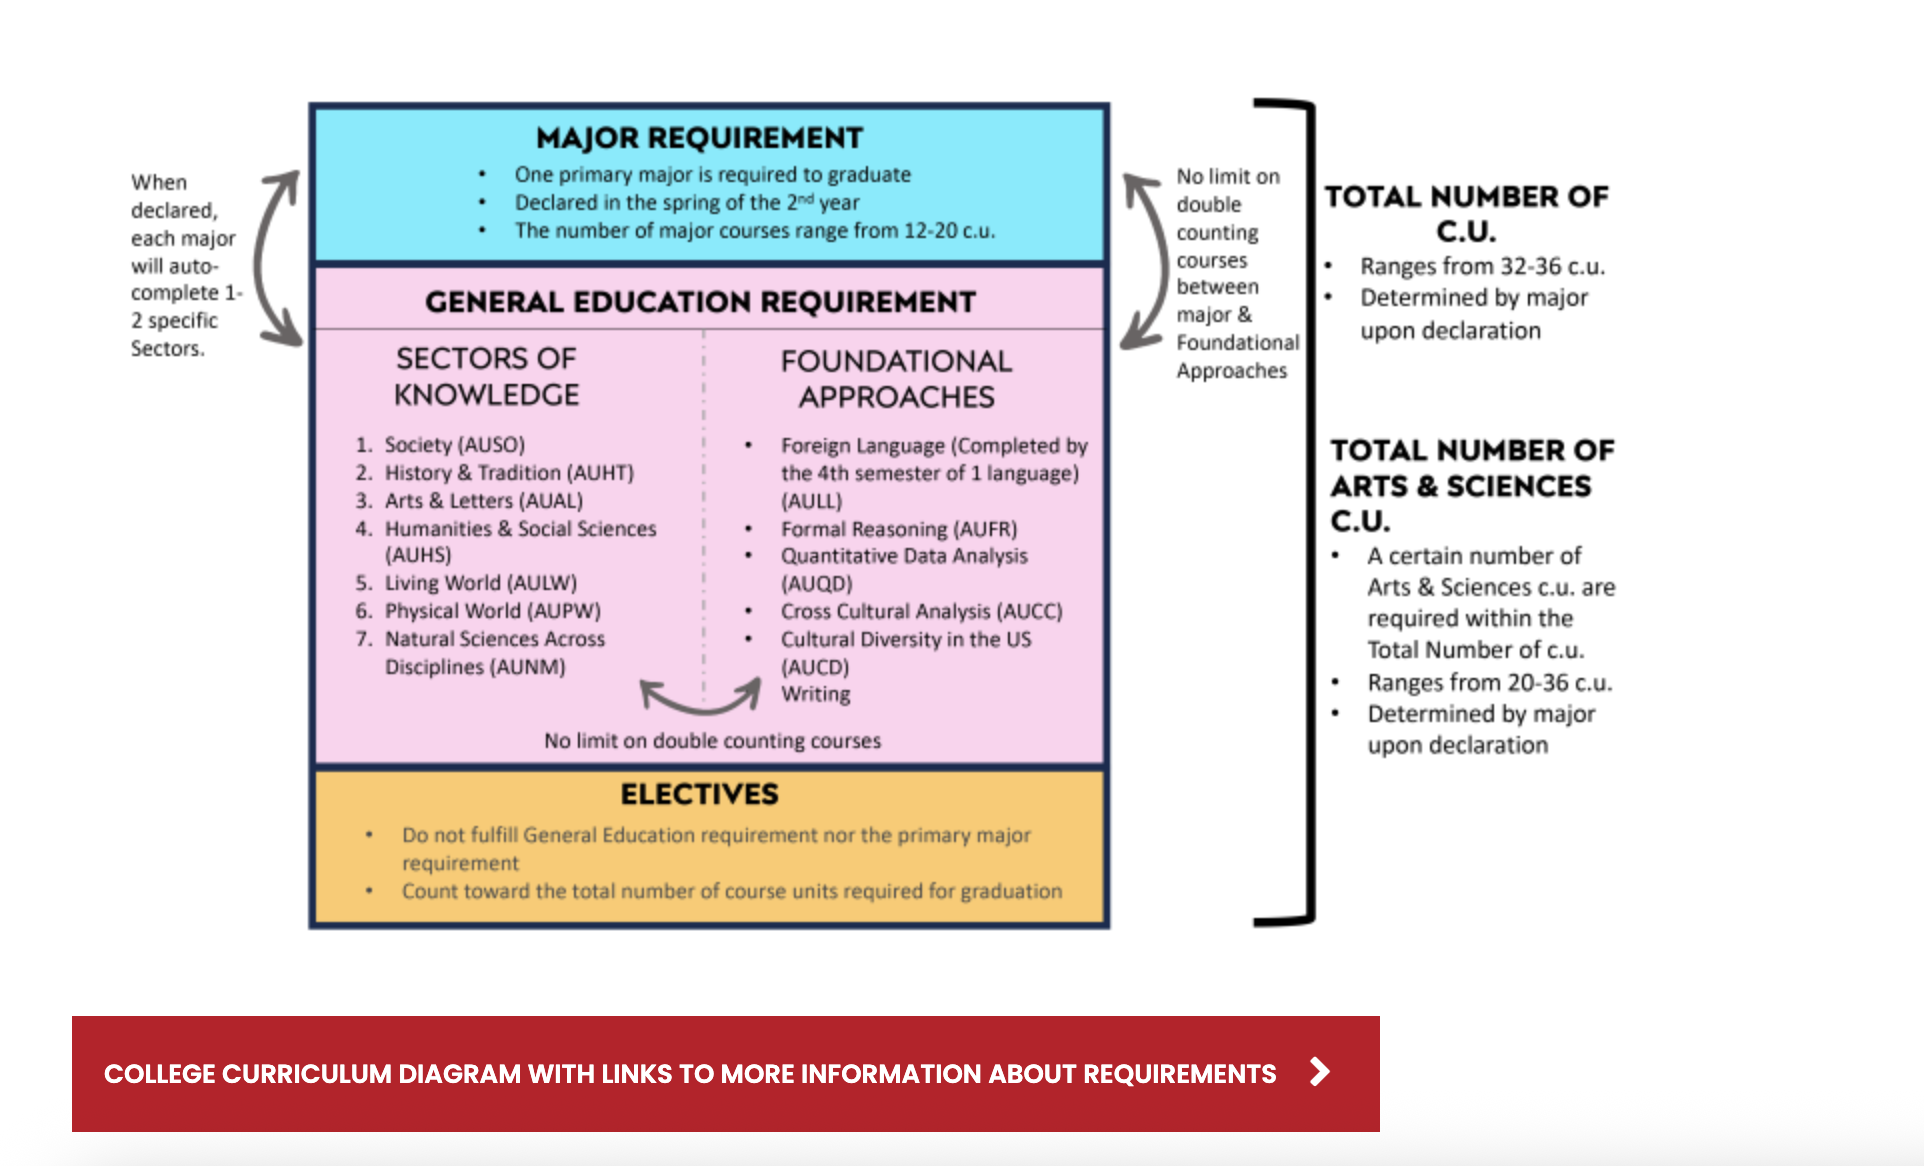 When
declared,
each major
will auto-
complete 1-
2 specific
Sectors.
MAJOR REQUIREMENT
• One primary major is required to graduate
• Declared in the spring of the 2nd year
• The number of major courses range from 12-20 c.u.
GENERAL EDUCATION REQUIREMENT
SECTORS OF
KNOWLEDGE
1. Society (AUSO)
2. History & Tradition (AUHT)
3. Arts & Letters (AUAL)
4. Humanities & Social Sciences
(AUHS)
5. Living World (AULW)
6. Physical World (AUPW)
7. Natural Sciences Across
Disciplines (AUNM)
FOUNDATIONAL
APPROACHES
• Foreign Language (Completed by
the 4th semester of 1 language)
(AULL)
• Formal Reasoning (AUFR)
• Quantitative Data Analysis
(AUQD)
• Cross Cultural Analysis (AUCC)
• Cultural Diversity in the US
(AUCD)
Writing
No limit on double counting courses
ELECTIVES
• Do not fulfill General Education requirement nor the primary major
requirement
• Count toward the total number of course units required for graduation
No limit on
double
counting
courses
between
major &
Foundational
Approaches
TOTAL NUMBER OF
C.U.
• Ranges from 32-36 c.u.
• Determined by major
upon declaration
TOTAL NUMBER OF
ARTS & SCIENCES
C.U.
• A certain number of
Arts & Sciences c.u. are
required within the
Total Number of c.u.
• Ranges from 20-36 c.u.
• Determined by major
upon declaration
COLLEGE CURRICULUM DIAGRAM WITH LINKS TO MORE INFORMATION ABOUT REQUIREMENTS